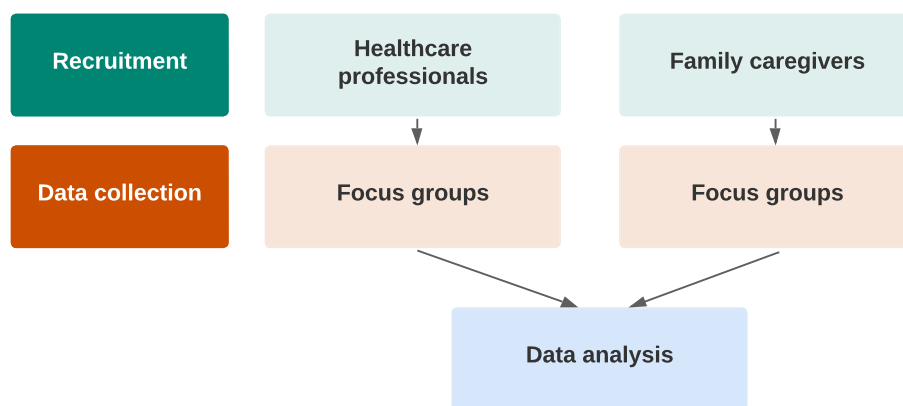 Recruitment
Healthcare
professionals
Family caregivers
Data collection
Focus groups
Focus groups
Data analysis